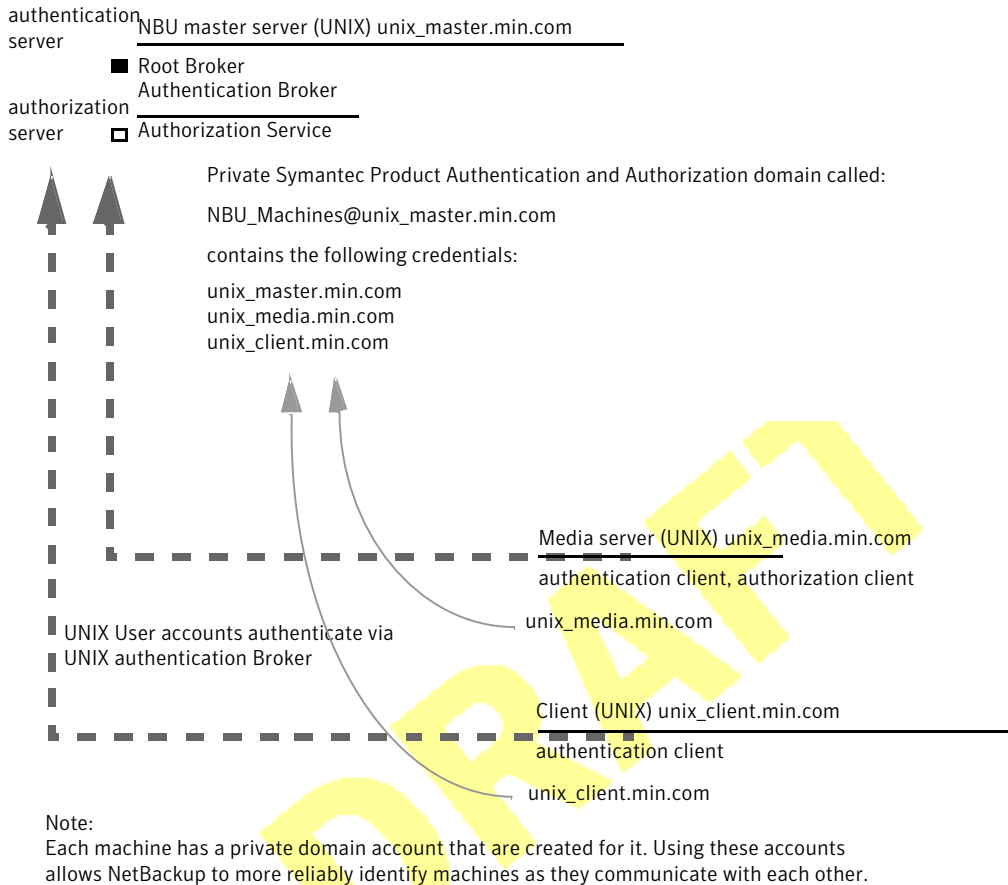 authentication
server
NBU master server (UNIX) unix_master.min.com
Root Broker
Authentication Broker
authorization
server
Authorization Service
Private Symantec Product Authentication and Authorization domain called:
NBU_Machines@unix_master.min.com
contains the following credentials:
unix_master.min.com
unix_media.min.com
unix_client.min.com
Media server (UNIX) unix_media.min.com
authentication client, authorization client
unix_media.min.com
UNIX User accounts authenticate via
UNIX authentication Broker
Client (UNIX) unix_client.min.com
authentication client
unix_client.min.com
DRAFT
Note:
Each machine has a private domain account that are created for it. Using these accounts
allows NetBackup to more reliably identify machines as they communicate with each other.